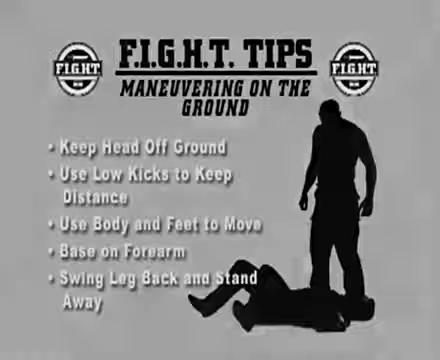 F.I.G.H.T. TIPS
MANEUVERING ON THE
GROUND
F.I.G.H.T
F.I.G.H.T
• Keep Head Off Ground
• Use Low Kicks to Keep
Distance
• Use Body and Feet to Move
• Base on Forearm
• Swing Leg Back and Stand
Away